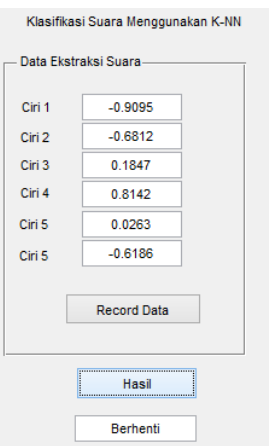 Klasifikasi Suara Menggunakan K-NN
Data Ekstraksi Suara
Ciri 1 -0.9095
Ciri 2 -0.6812
Ciri 3 0.1847
Ciri 4 0.8142
Ciri 5 0.0263
Ciri 5 -0.6186
Record Data
Hasil
Berhenti